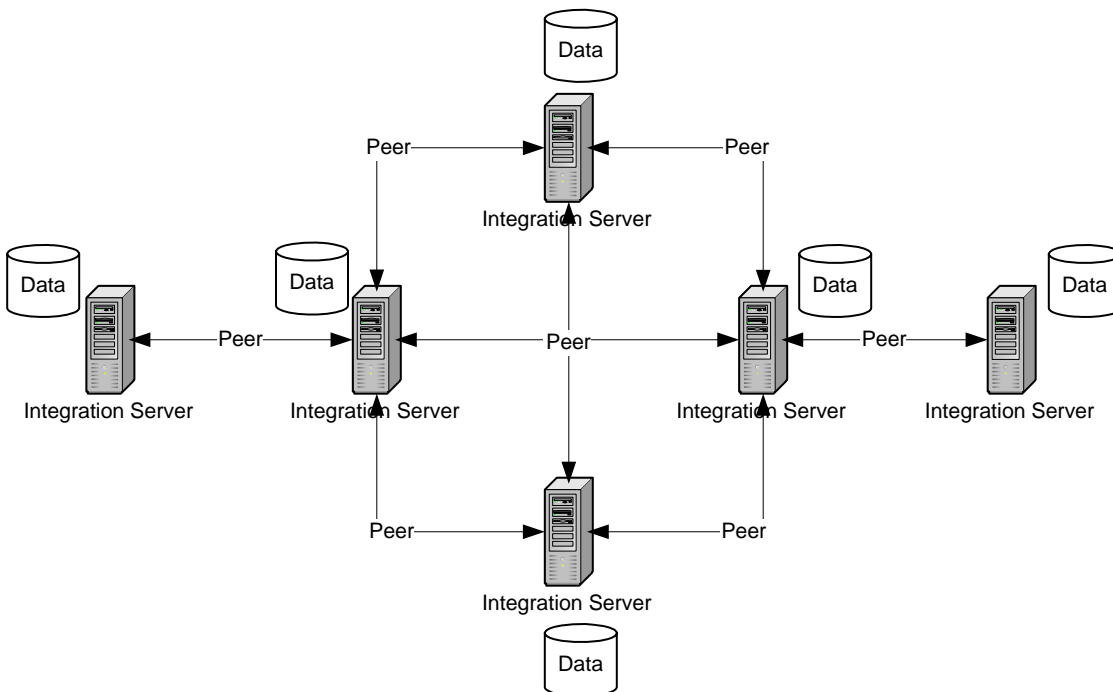 Data
Peer
Peer
Integration Server
Data
Data
Data
Data
Peer
Peer
Peer
Integration Server
Integration Server
Integration Server
Integration Server
Peer
Peer
Integration Server
Data